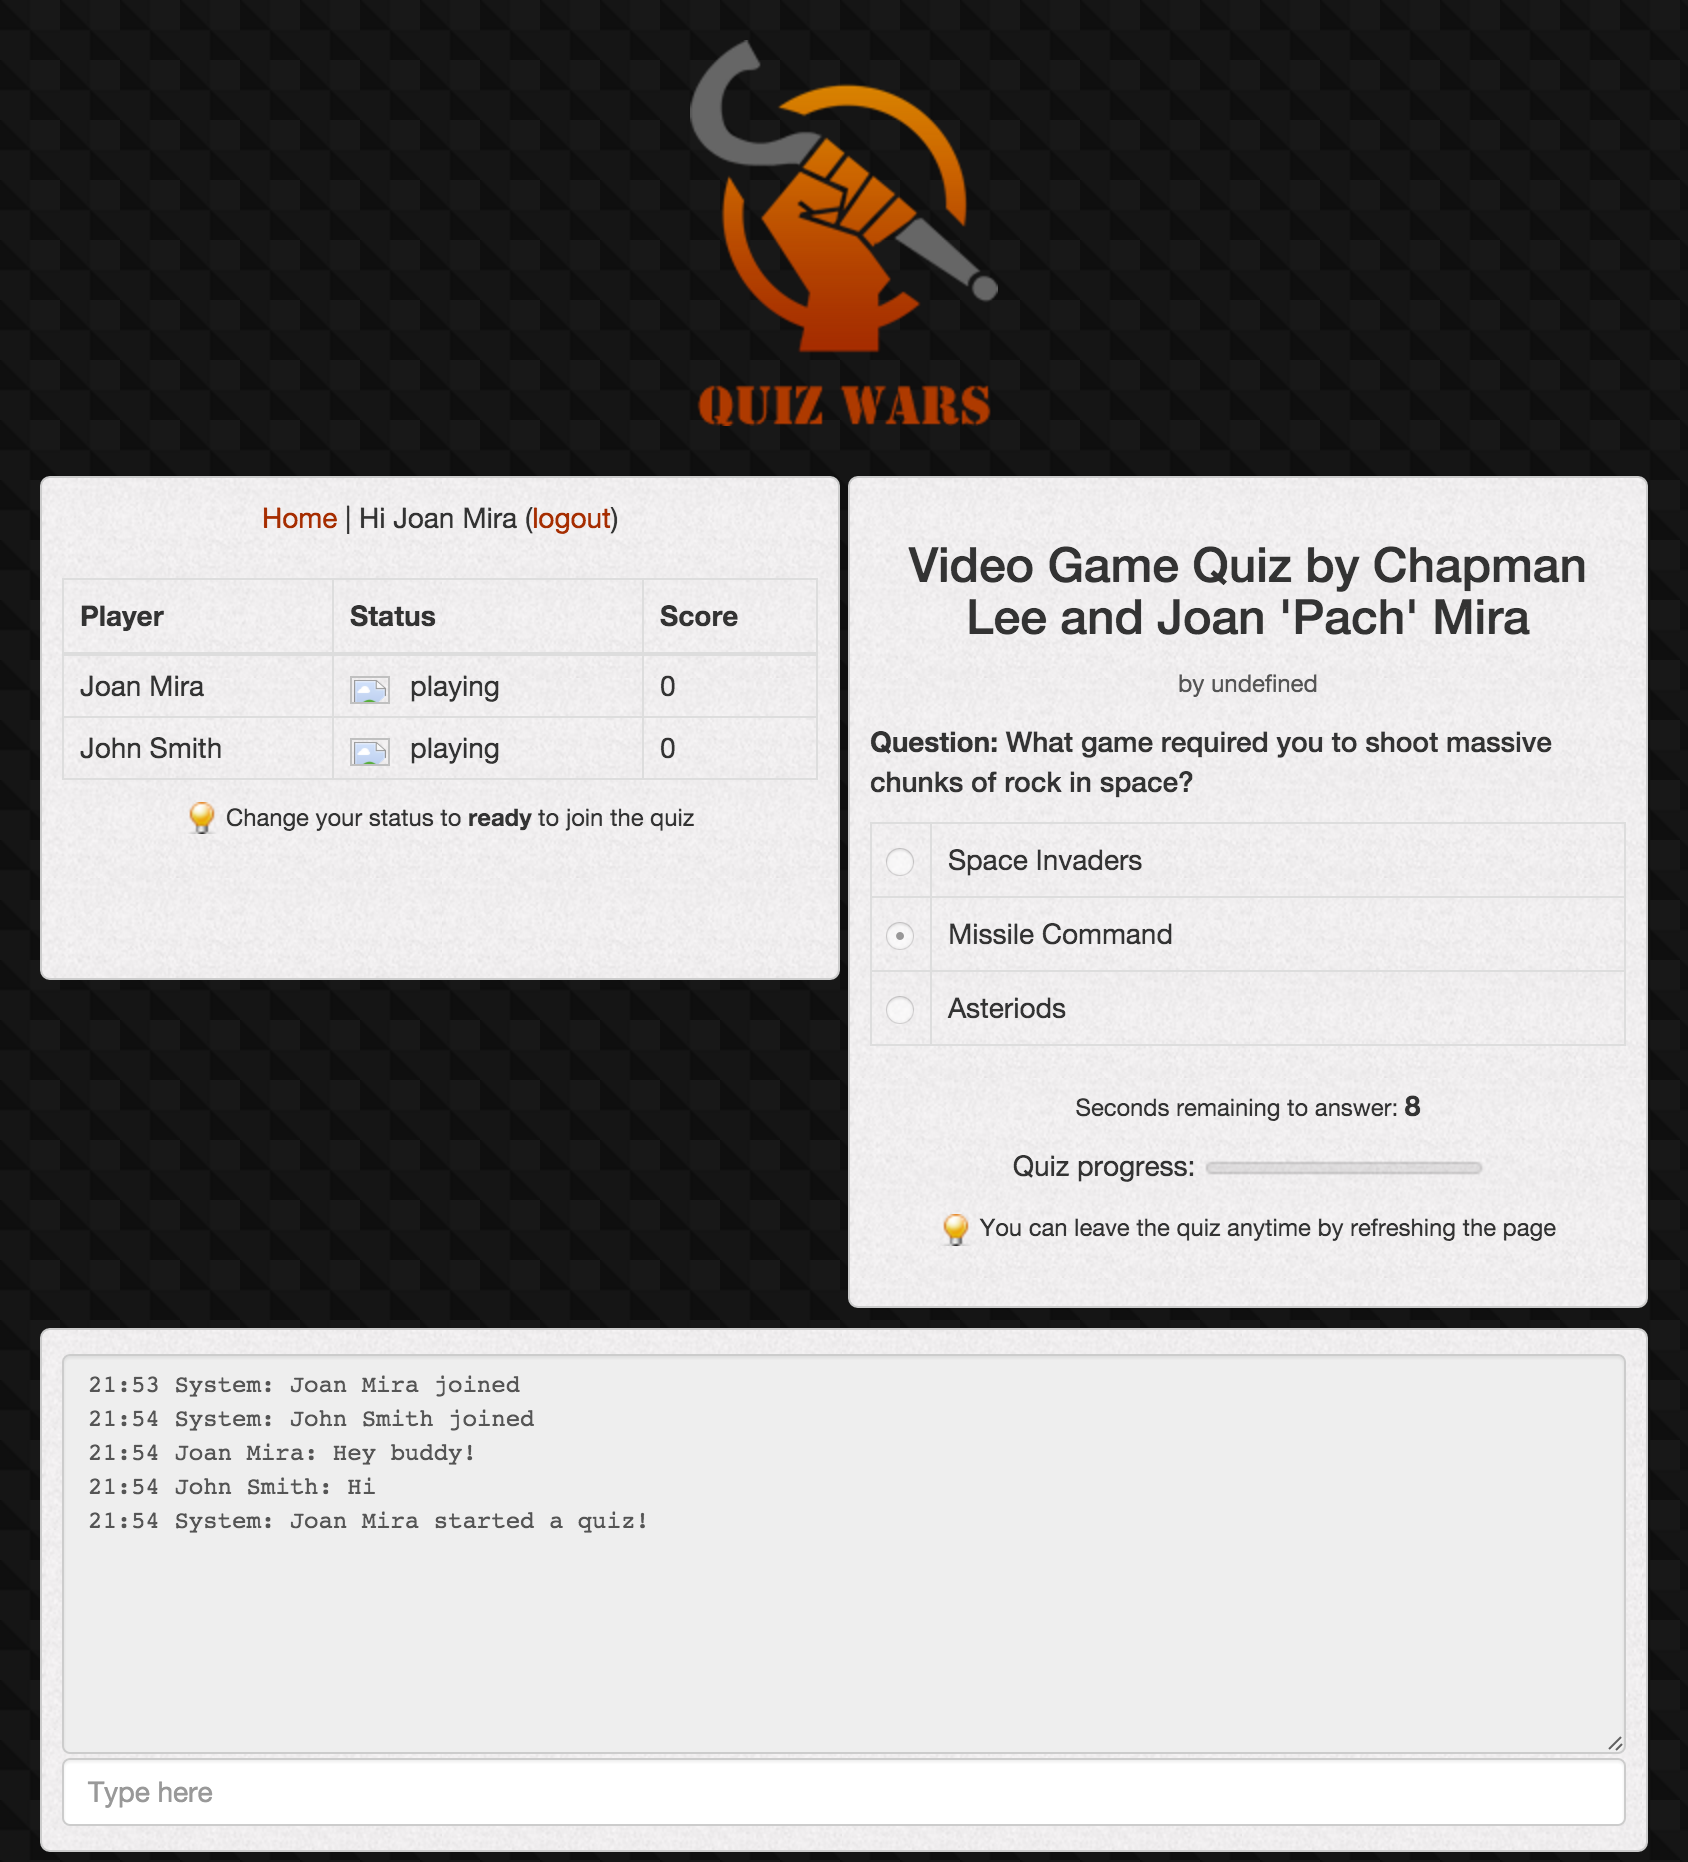 QUIZ WARS
Home | Hi Joan Mira (logout)
Player Status Score
Joan Mira playing 0
John Smith playing 0
Change your status to ready to join the quiz
Video Game Quiz by Chapman
Lee and Joan 'Pach' Mira
by undefined
Question: What game required you to shoot massive
chunks of rock in space?
Space Invaders
Missile Command
Asteriods
Seconds remaining to answer: 8
Quiz progress:
You can leave the quiz anytime by refreshing the page
21:53 System: Joan Mira joined
21:54 System: John Smith joined
21:54 Joan Mira: Hey buddy!
21:54 John Smith: Hi
21:54 System: Joan Mira started a quiz!
Type here